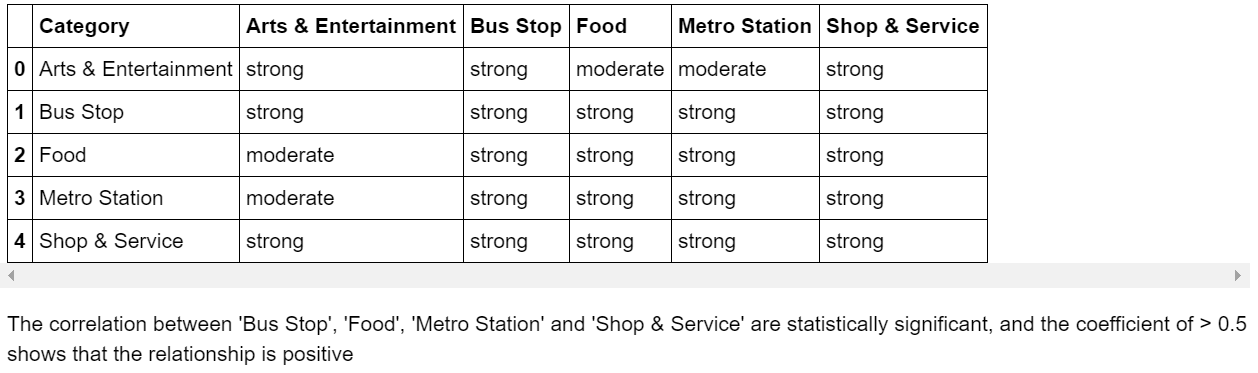 Category Arts & Entertainment Bus Stop Food Metro Station Shop & Service
0 Arts & Entertainment strong strong moderate moderate strong
1 Bus Stop strong strong strong strong strong
2 Food moderate strong strong strong strong
3 Metro Station moderate strong strong strong strong
4 Shop & Service strong strong strong strong strong
The correlation between 'Bus Stop', 'Food', 'Metro Station' and 'Shop & Service' are statistically significant, and the coefficient of > 0.5
shows that the relationship is positive